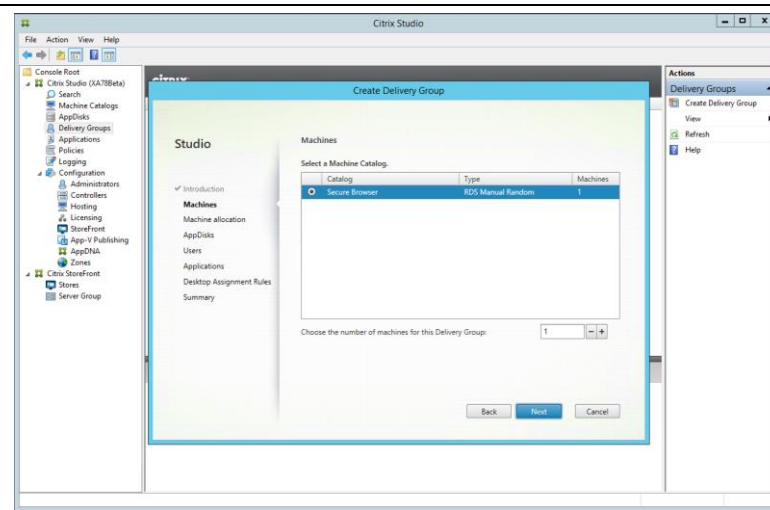 Citrix Studio
File Action View Help
Console Root
Citrix Studio (XA78Beta)
Search
Machine Catalogs
AppDisks
Delivery Groups
Applications
Policies
Logging
Configuration
Administrators
Controllers
Hosting
Licensing
StoreFront
App-V Publishing
AppDNA
Zones
Citrix StoreFront
Stores
Server Group
Create Delivery Group
Studio
Introduction
Machines
Machine allocation
AppDisks
Users
Applications
Desktop Assignment Rules
Summary
Machines
Select a Machine Catalog.
Catalog Type Machines
Secure Browser RDS Manual Random 1
Choose the number of machines for this Delivery Group: 1 - +
Back Next Cancel
Actions
Delivery Groups
Create Delivery Group
View
Refresh
Help